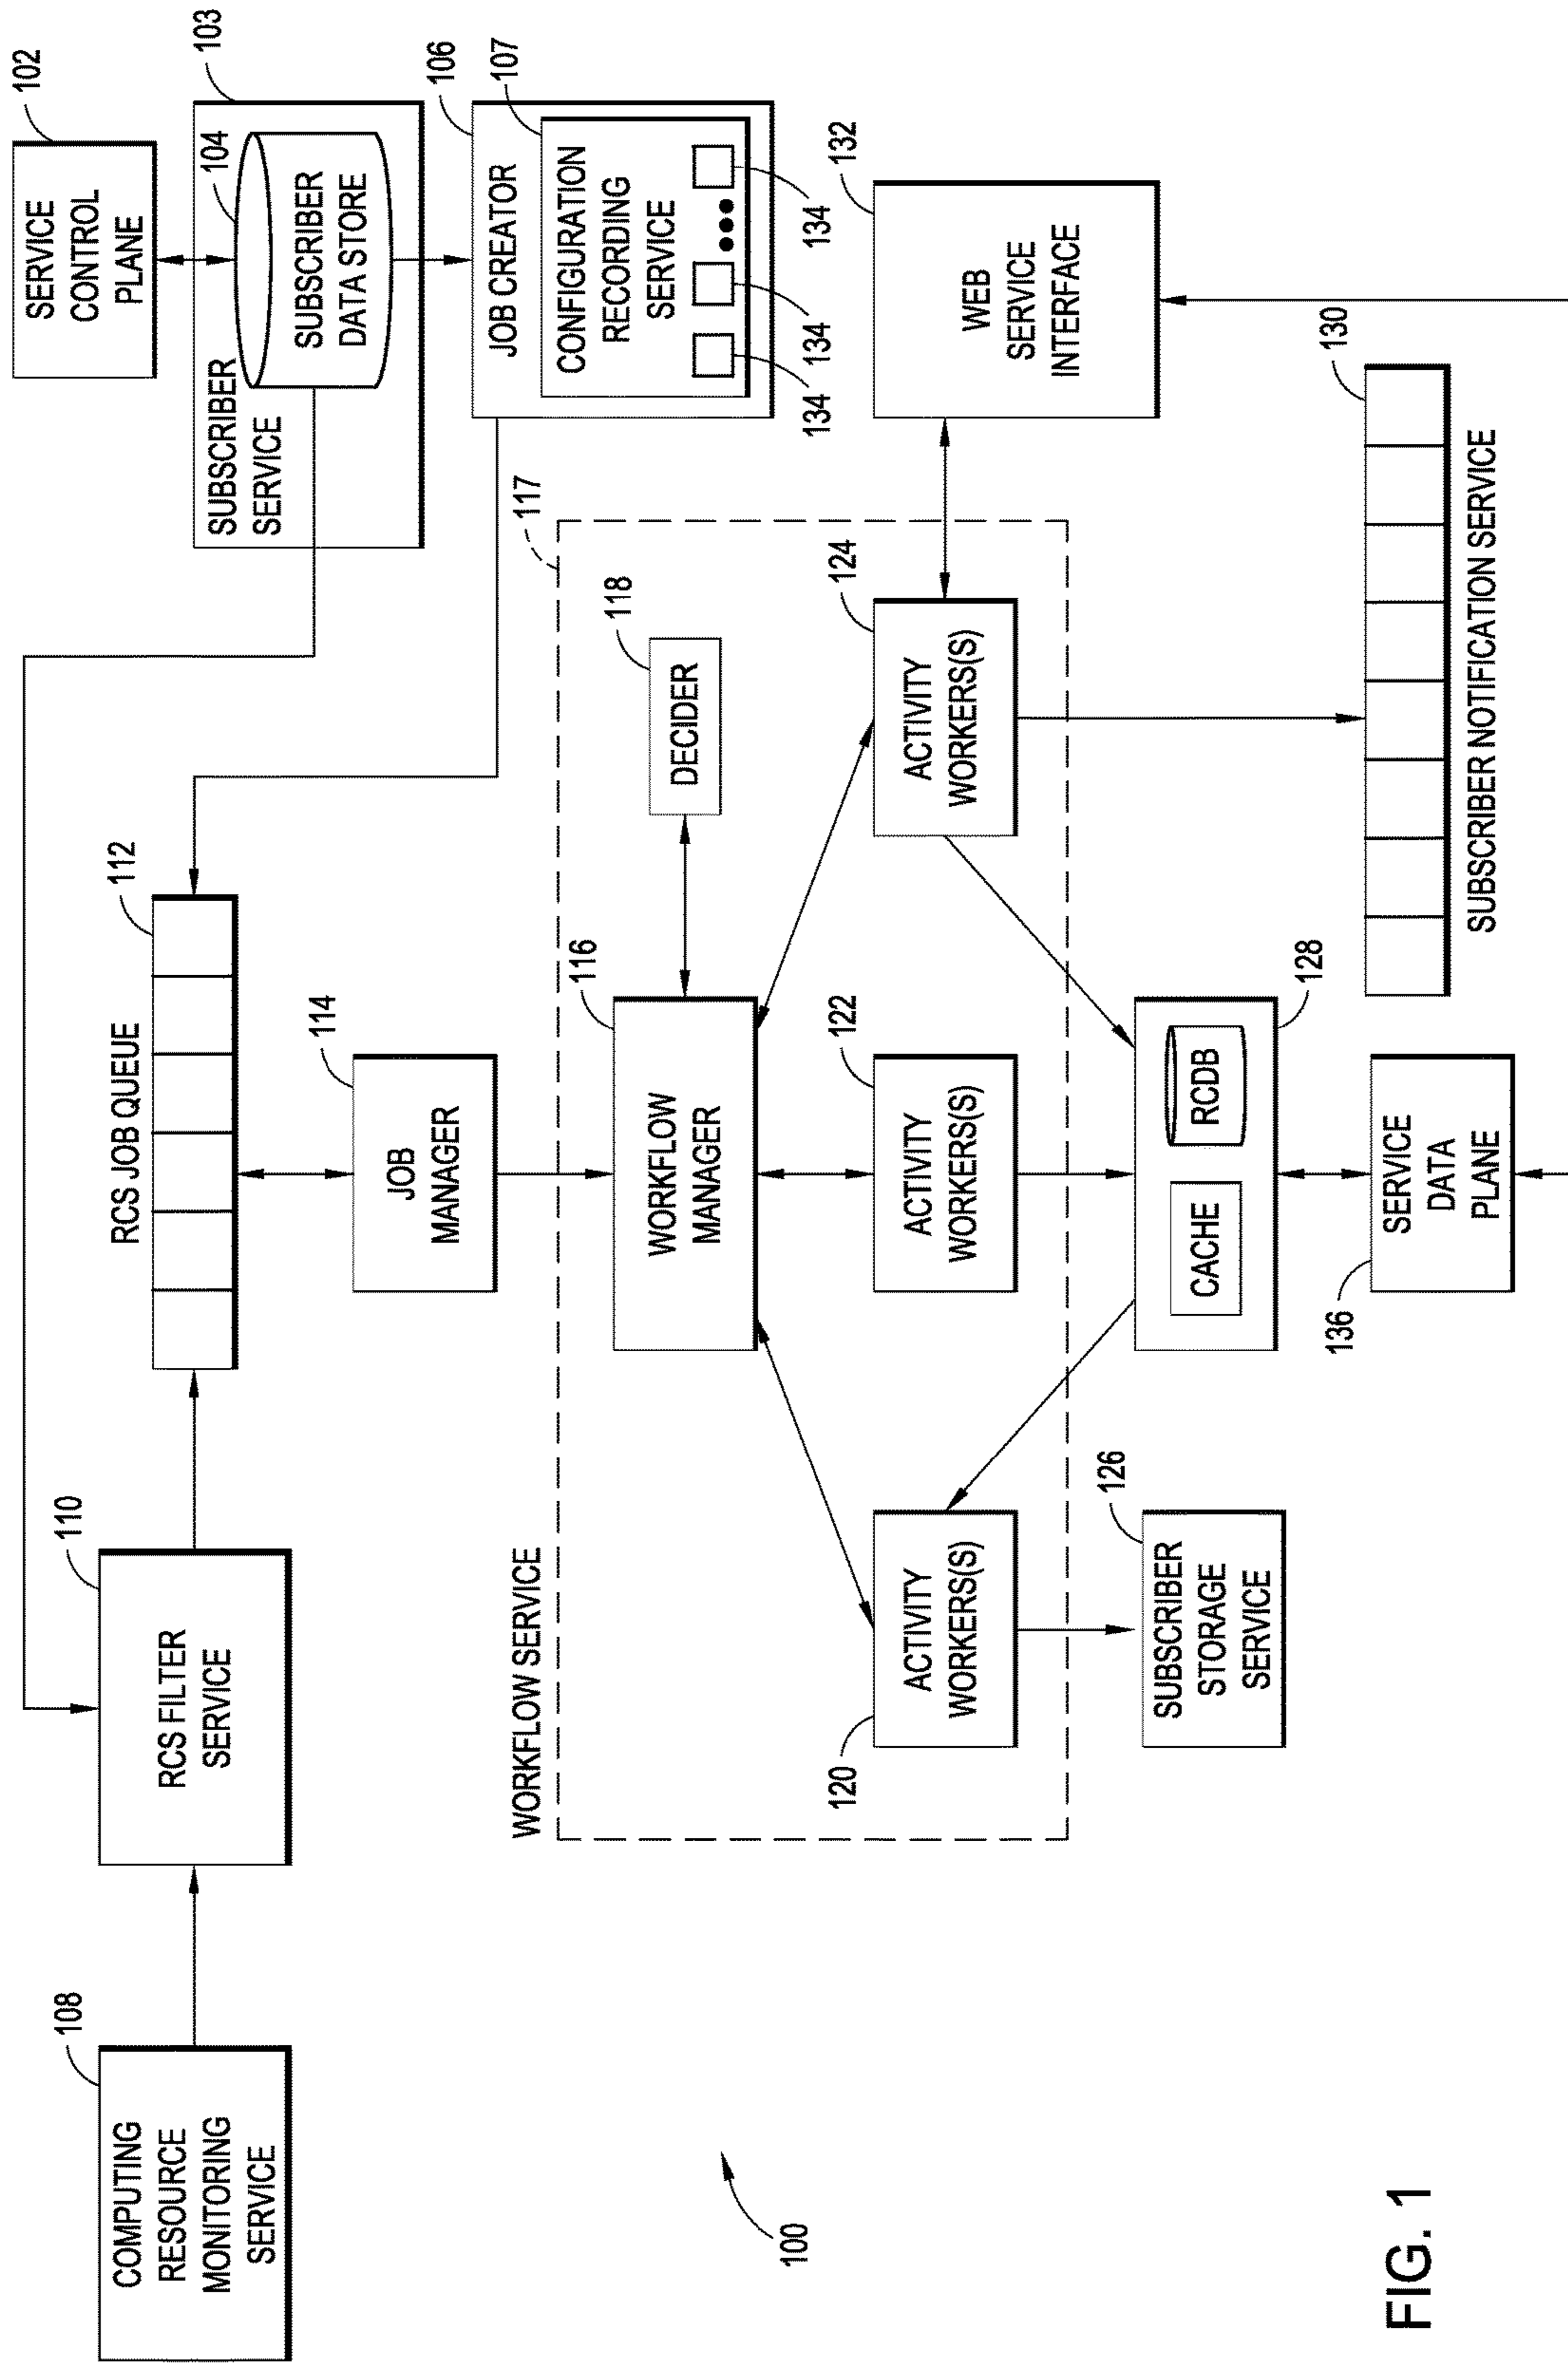 102
SERVICE
CONTROL
PLANE
103
104
SUBSCRIBER
SERVICE
SUBSCRIBER
DATA STORE
106
JOB CREATOR
107
CONFIGURATION
RECORDING
SERVICE
134
134
134
108
COMPUTING
RESOURCE
MONITORING
SERVICE
110
RCS FILTER
SERVICE
RCS JOB QUEUE
112
114
JOB
MANAGER
WORKFLOW SERVICE
117
116
WORKFLOW
MANAGER
118
DECIDER
120
ACTIVITY
WORKERS(S)
122
ACTIVITY
WORKERS(S)
124
ACTIVITY
WORKERS(S)
132
WEB
SERVICE
INTERFACE
126
SUBSCRIBER
STORAGE
SERVICE
128
CACHE
RCDB
130
SUBSCRIBER NOTIFICATION SERVICE
136
SERVICE
DATA
PLANE
100
FIG. 1